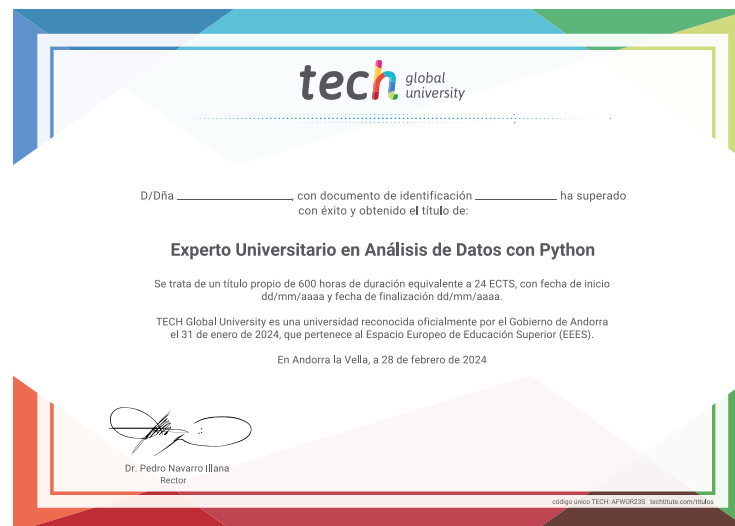 tech global university
D/Dña ______________, con documento de identificación __________ ha superado
con éxito y obtenido el título de:
Experto Universitario en Análisis de Datos con Python
Se trata de un título propio de 600 horas de duración equivalente a 24 ECTS, con fecha de inicio
dd/mm/aaaa y fecha de finalización dd/mm/aaaa.
TECH Global University es una universidad reconocida oficialmente por el Gobierno de Andorra
el 31 de enero de 2024, que pertenece al Espacio Europeo de Educación Superior (EEES).
En Andorra la Vella, a 28 de febrero de 2024
Dr. Pedro Navarro Illana
Rector
código único TECH: AFWOR23S techtitute.com/titulos